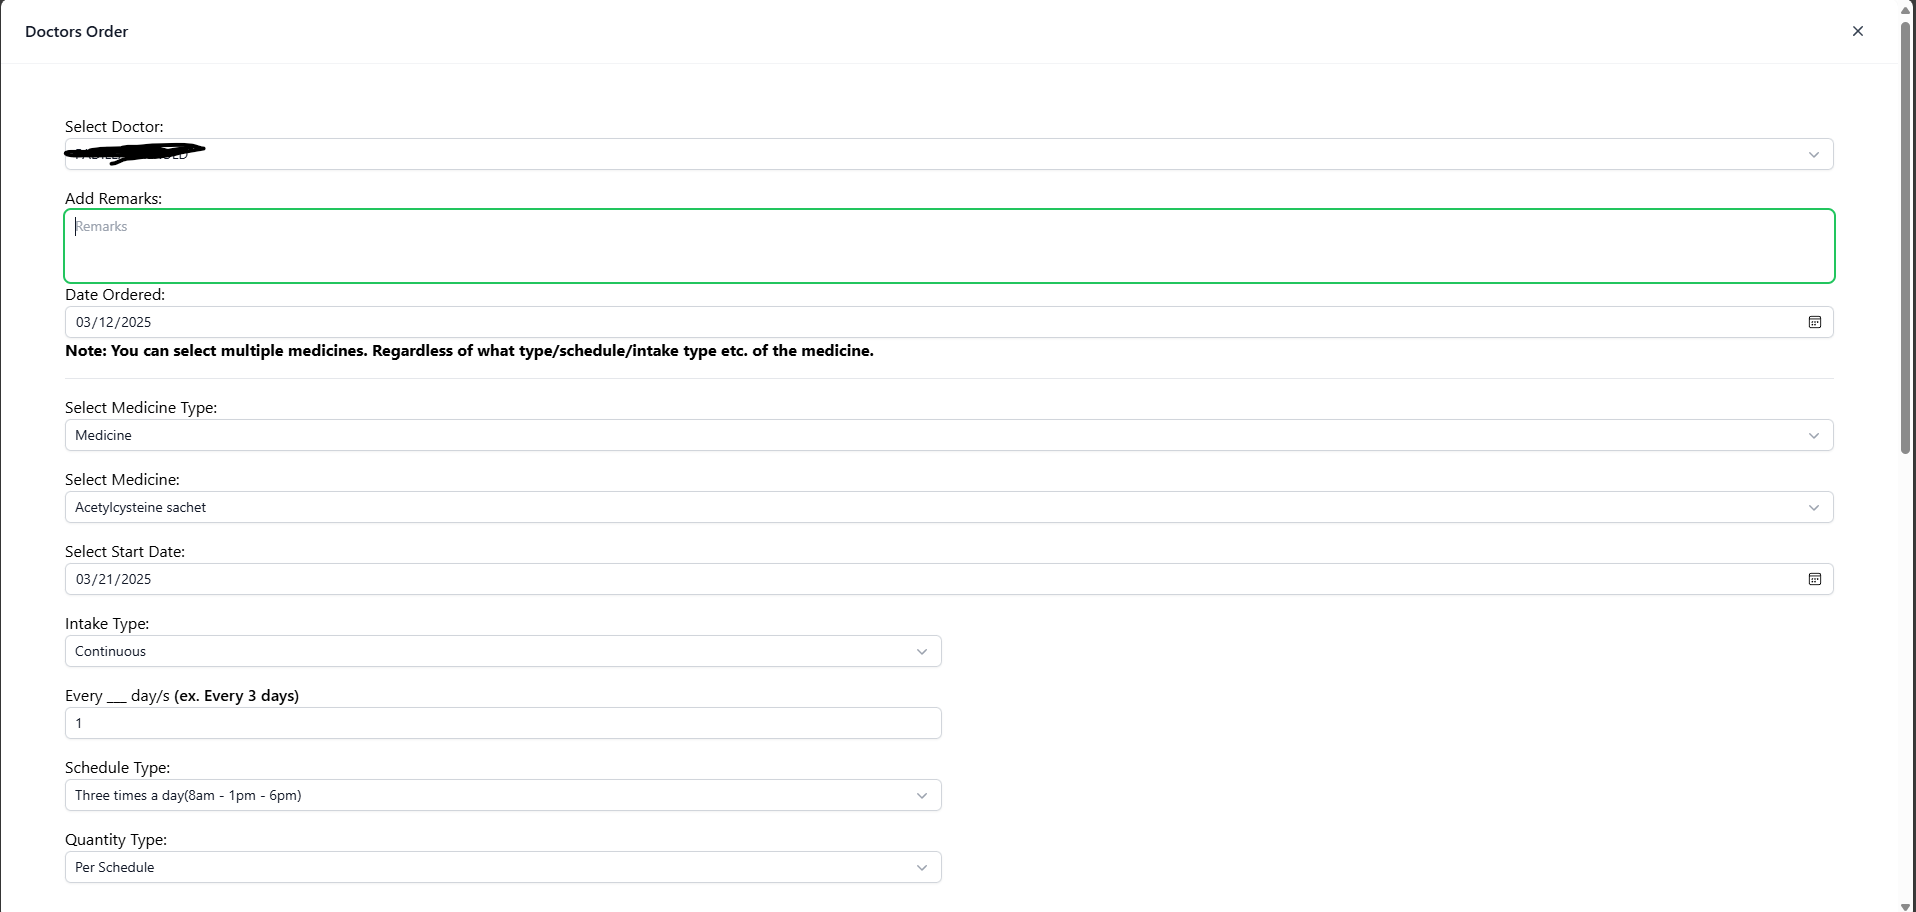 Doctors Order
Select Doctor:
Add Remarks:
Remarks
Date Ordered:
03/12/2025
Note: You can select multiple medicines. Regardless of what type/schedule/intake type etc. of the medicine.
Select Medicine Type:
Medicine
Select Medicine:
Acetylcysteine sachet
Select Start Date:
03/21/2025
Intake Type:
Continuous
Every ___ day/s (ex. Every 3 days)
1
Schedule Type:
Three times a day(8am - 1pm - 6pm)
Quantity Type:
Per Schedule